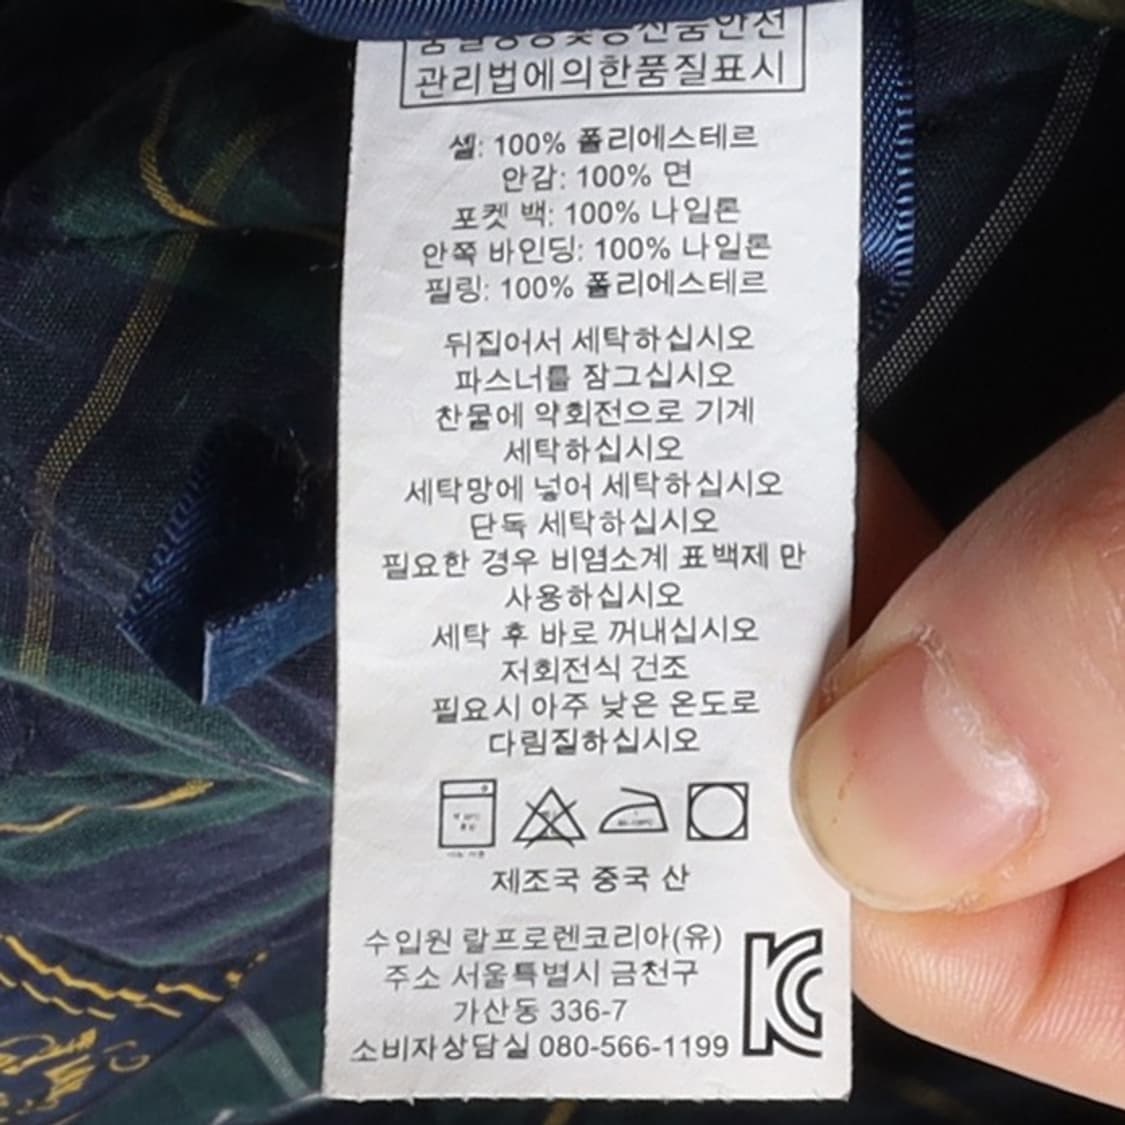 품질경영및공산품안전
관리법에의한품질표시
셸: 100% 폴리에스테르
안감: 100% 면
포켓 백: 100% 나일론
안쪽 바인딩: 100% 나일론
필링: 100% 폴리에스테르
뒤집어서 세탁하십시오
파스너를 잠그십시오
찬물에 약회전으로 기계
세탁하십시오
세탁망에 넣어 세탁하십시오
단독 세탁하십시오
필요한 경우 비염소계 표백제 만
사용하십시오
세탁 후 바로 꺼내십시오
저회전식 건조
필요시 아주 낮은 온도로
다림질하십시오
제조국 중국 산
수입원 랄프로렌코리아(유)
주소 서울특별시 금천구
가산동 336-7
소비자상담실 080-566-1199